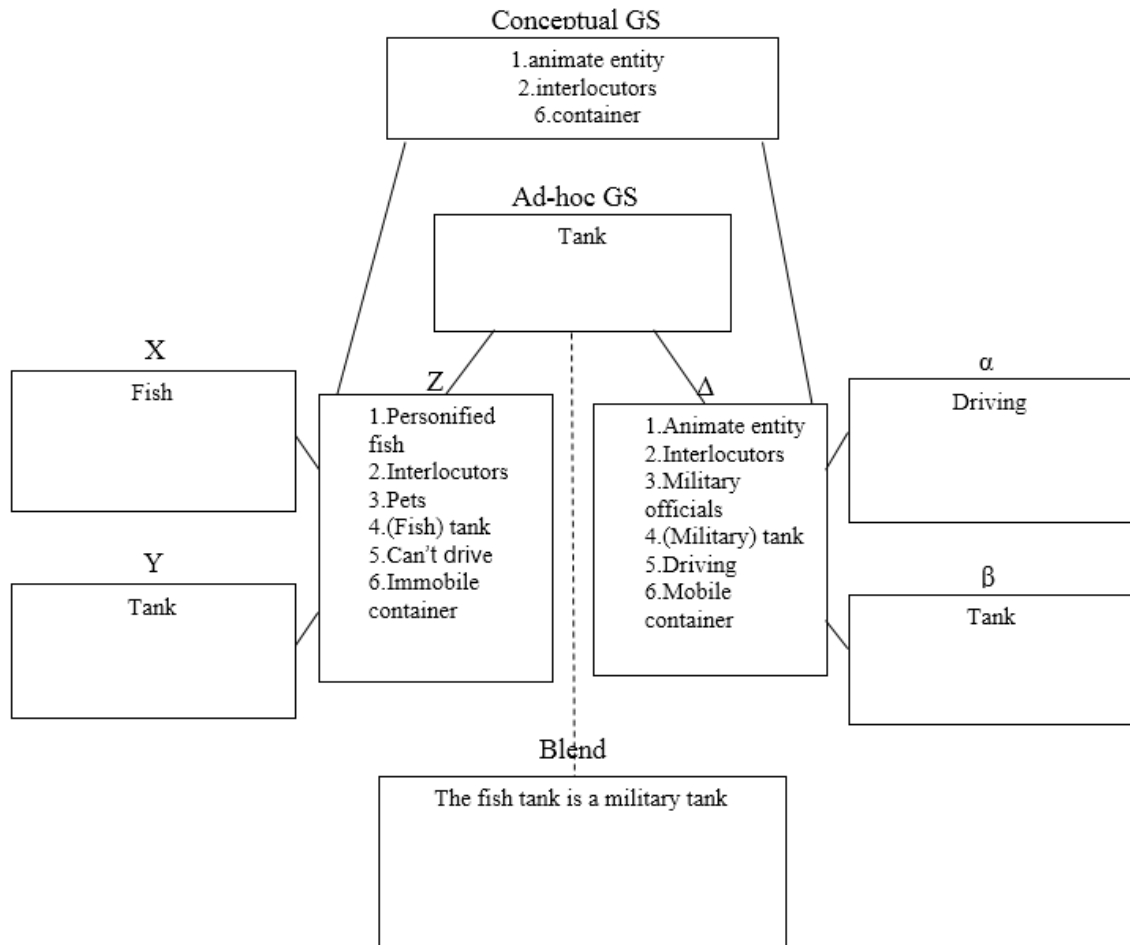 Conceptual GS
1.animate entity
2.interlocutors
6.container
Ad-hoc GS
Tank
X
Fish
Y
Tank
Z
1.Personified
fish
2.Interlocutors
3.Pets
4.(Fish) tank
5.Can't drive
6.Immobile
container
Δ
1.Animate entity
2.Interlocutors
3.Military
officials
4.(Military) tank
5.Driving
6.Mobile
container
α
Driving
β
Tank
Blend
The fish tank is a military tank